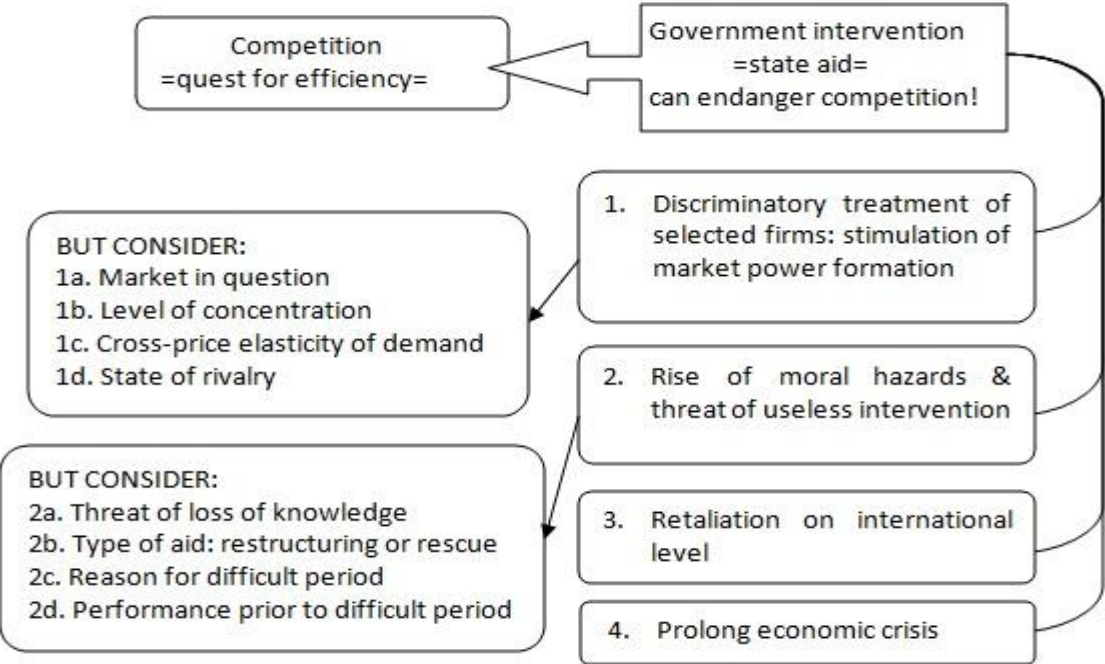 Competition
=quest for efficiency=
Government intervention
=state aid=
can endanger competition!
1. Discriminatory treatment of
selected firms: stimulation of
market power formation
BUT CONSIDER:
1a. Market in question
1b. Level of concentration
1c. Cross-price elasticity of demand
1d. State of rivalry
2. Rise of moral hazards &
threat of useless intervention
BUT CONSIDER:
2a. Threat of loss of knowledge
2b. Type of aid: restructuring or rescue
2c. Reason for difficult period
2d. Performance prior to difficult period
3. Retaliation on international
level
4. Prolong economic crisis